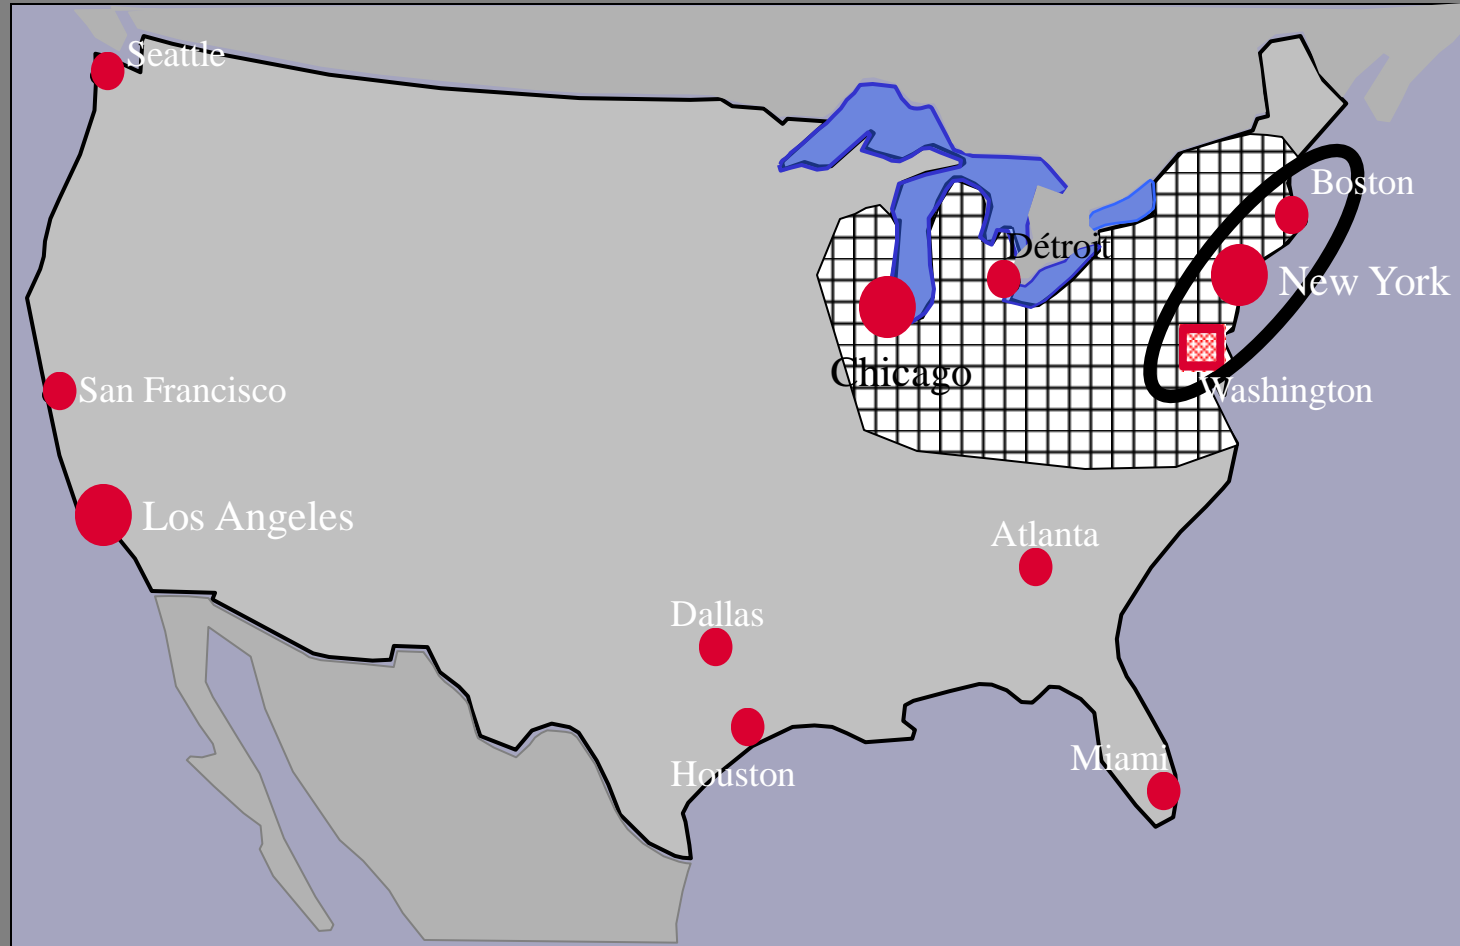 Seattle
Boston
Détroit
New York
Chicago
San Francisco
Washington
Los Angeles
Atlanta
Dallas
Miami
Houston